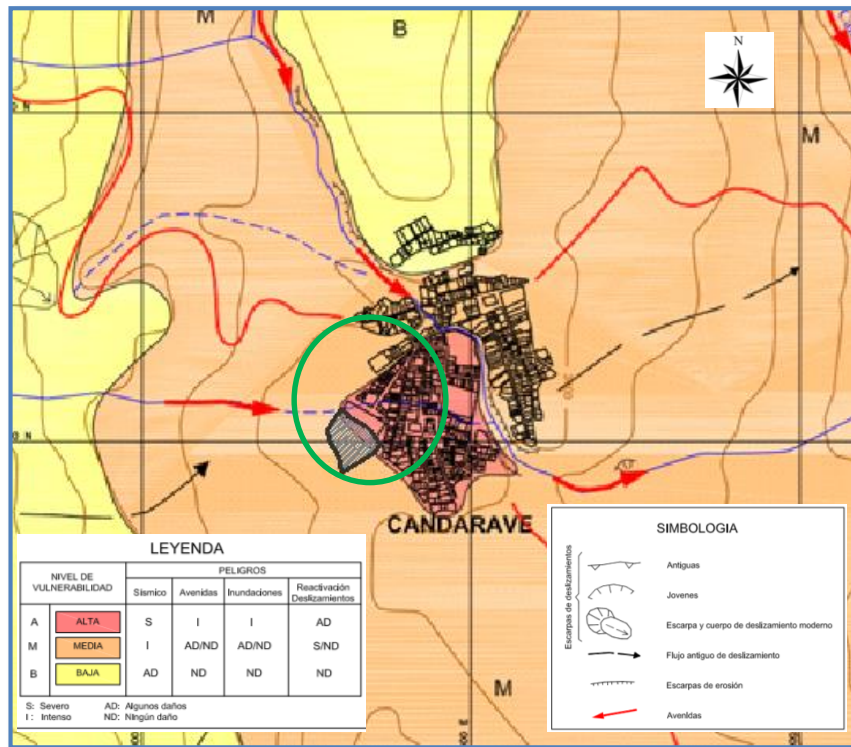 M
B
N
M
O N
O N
CANDARAVE
M
LEYENDA
NIVEL DE VULNERABILIDAD
PELIGROS
Sísmico Avenidas Inundaciones Reactivación Deslizamientos
A ALTA S I I AD
M MEDIA I AD/ND AD/ND S/ND
B BAJA AD ND ND ND
S: Severo AD: Algunos daños
I : Intenso ND: Ningún daño
SIMBOLOGIA
Escarpas de deslizamientos
Antiguas
Jovenes
Escarpa y cuerpo de deslizamiento moderno
Flujo antiguo de deslizamiento
Escarpas de erosión
Avenidas